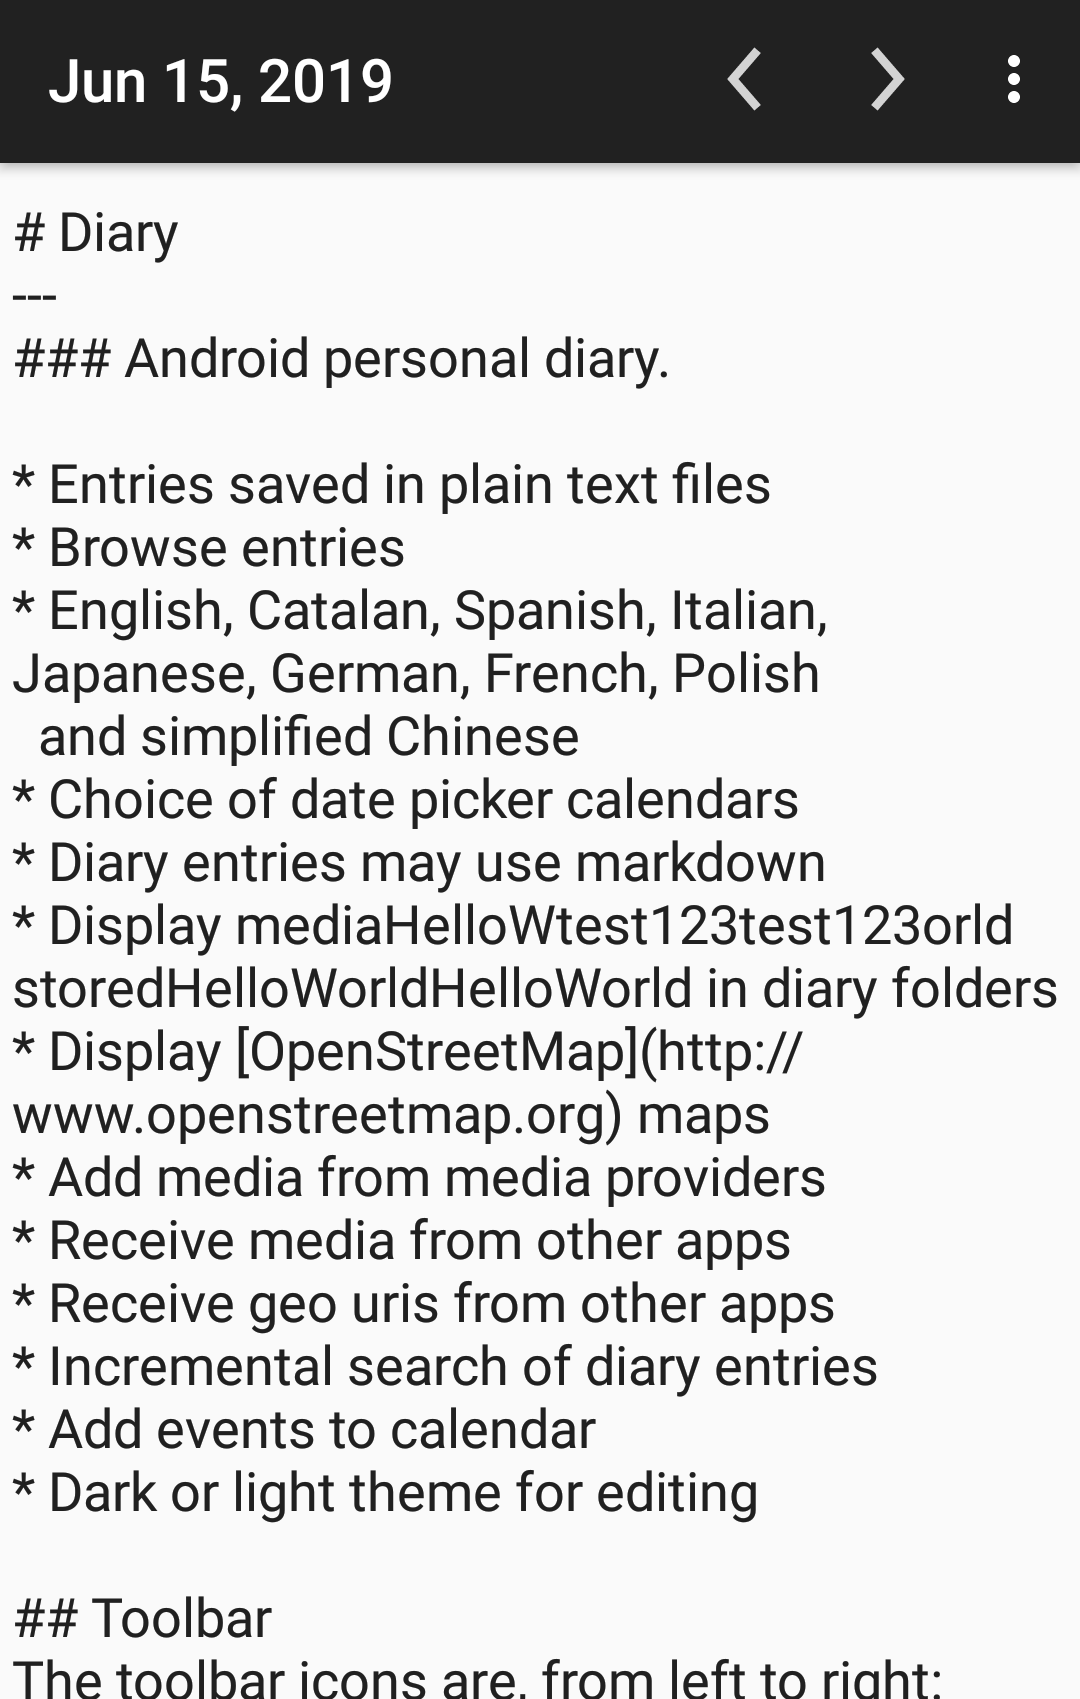 Jun 15, 2019
# Diary
---
### Android personal diary.
* Entries saved in plain text files
* Browse entries
* English, Catalan, Spanish, Italian,
Japanese, German, French, Polish
  and simplified Chinese
* Choice of date picker calendars
* Diary entries may use markdown
* Display mediaHelloWtest123test123orld
storedHelloWorldHelloWorld in diary folders
* Display [OpenStreetMap](http://
www.openstreetmap.org) maps
* Add media from media providers
* Receive media from other apps
* Receive geo uris from other apps
* Incremental search of diary entries
* Add events to calendar
* Dark or light theme for editing
## Toolbar
The toolbar icons are, from left to right: